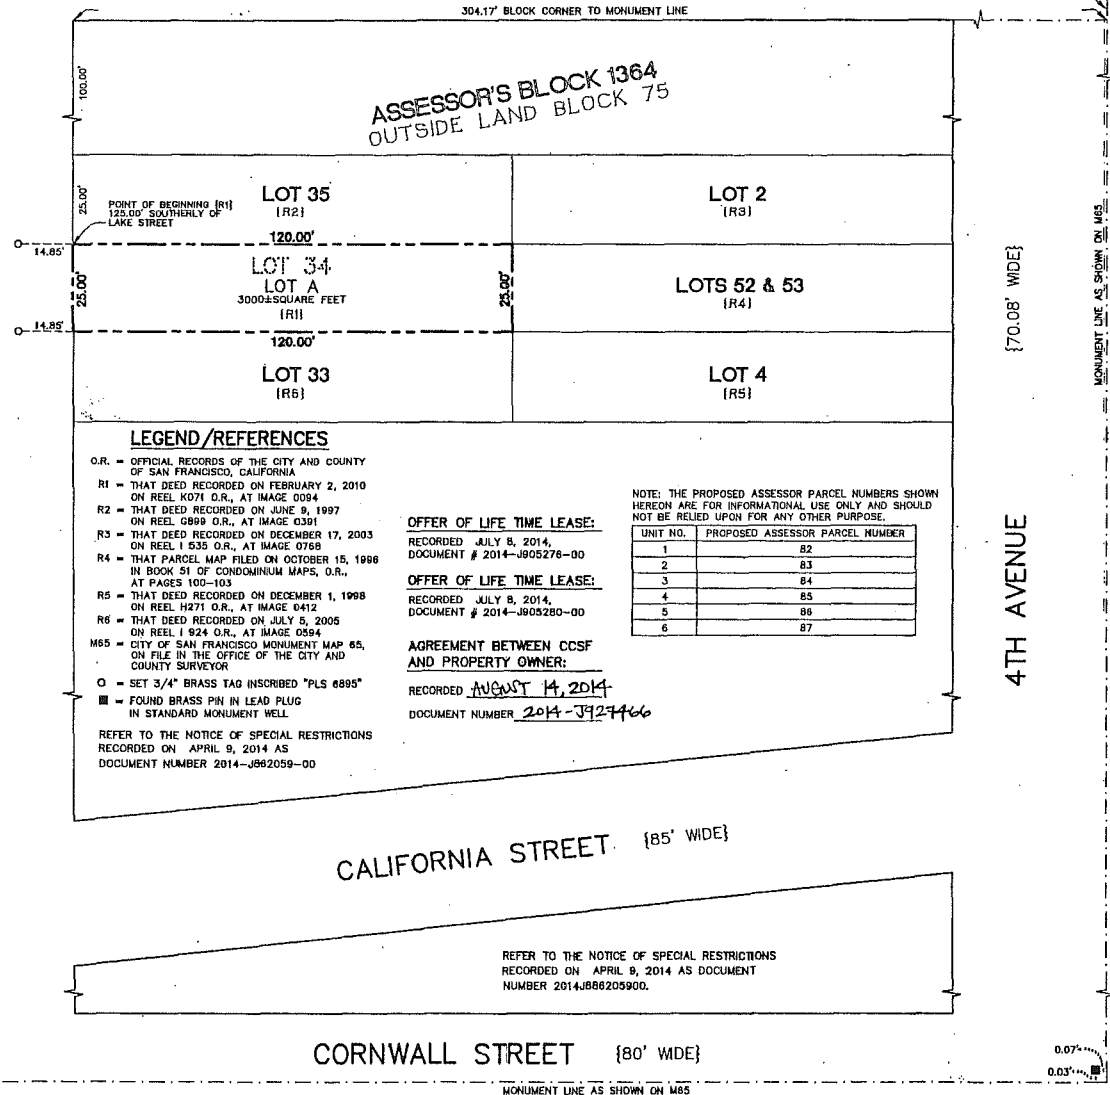 304.17' BLOCK CORNER TO MONUMENT LINE
100.00'
ASSESSOR'S BLOCK 1364
OUTSIDE LAND BLOCK 75
25.00'
POINT OF BEGINNING {R1}
125.00' SOUTHERLY OF
LAKE STREET
LOT 35
{R2}
LOT 2
{R3}
120.00'
14.85'
25.00'
LOT 34
LOT A
3000±SQUARE FEET
{R1}
25.00'
LOTS 52 & 53
{R4}
14.85'
120.00'
LOT 33
{R6}
LOT 4
{R5}
{70.08' WIDE}
MONUMENT LINE AS SHOWN ON M65
4TH AVENUE
LEGEND/REFERENCES
O.R. = OFFICIAL RECORDS OF THE CITY AND COUNTY
OF SAN FRANCISCO, CALIFORNIA
R1 = THAT DEED RECORDED ON FEBRUARY 2, 2010
ON REEL K071 O.R., AT IMAGE 0094
R2 = THAT DEED RECORDED ON JUNE 9, 1997
ON REEL G899 O.R., AT IMAGE 0391
R3 = THAT DEED RECORDED ON DECEMBER 17, 2003
ON REEL I 535 O.R., AT IMAGE 0768
R4 = THAT PARCEL MAP FILED ON OCTOBER 15, 1996
IN BOOK 51 OF CONDOMINIUM MAPS, O.R.,
AT PAGES 100-103
R5 = THAT DEED RECORDED ON DECEMBER 1, 1998
ON REEL H271 O.R., AT IMAGE 0412
R6 = THAT DEED RECORDED ON JULY 5, 2005
ON REEL I 924 O.R., AT IMAGE 0594
M65 = CITY OF SAN FRANCISCO MONUMENT MAP 65,
ON FILE IN THE OFFICE OF THE CITY AND
COUNTY SURVEYOR
O = SET 3/4" BRASS TAG INSCRIBED "PLS 6895"
■ = FOUND BRASS PIN IN LEAD PLUG
IN STANDARD MONUMENT WELL
REFER TO THE NOTICE OF SPECIAL RESTRICTIONS
RECORDED ON APRIL 9, 2014 AS
DOCUMENT NUMBER 2014-J862059-00
OFFER OF LIFE TIME LEASE:
RECORDED JULY 8, 2014,
DOCUMENT # 2014-J905276-00
OFFER OF LIFE TIME LEASE:
RECORDED JULY 8, 2014,
DOCUMENT # 2014-J905280-00
AGREEMENT BETWEEN CCSF
AND PROPERTY OWNER:
RECORDED AUGUST 14, 2014
DOCUMENT NUMBER 2014-J927466
NOTE: THE PROPOSED ASSESSOR PARCEL NUMBERS SHOWN
HEREON ARE FOR INFORMATIONAL USE ONLY AND SHOULD
NOT BE RELIED UPON FOR ANY OTHER PURPOSE.
UNIT NO. PROPOSED ASSESSOR PARCEL NUMBER
1 82
2 83
3 84
4 85
5 86
6 87
CALIFORNIA STREET {85' WIDE}
REFER TO THE NOTICE OF SPECIAL RESTRICTIONS
RECORDED ON APRIL 9, 2014 AS DOCUMENT
NUMBER 2014J886205900.
CORNWALL STREET {80' WIDE}
0.07'
0.03'
MONUMENT LINE AS SHOWN ON M65